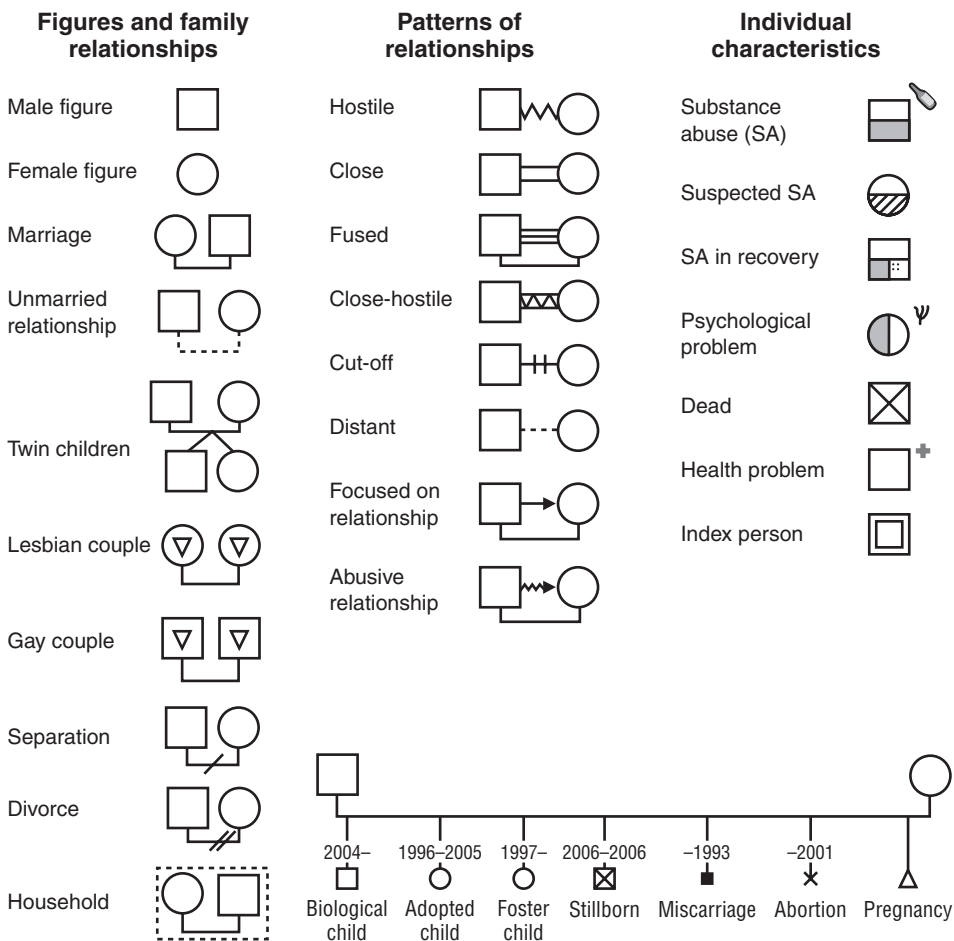 Figures and family
relationships
Male figure
Female figure
Marriage
Unmarried
relationship
Twin children
Lesbian couple
Gay couple
Separation
Divorce
Household
Patterns of
relationships
Hostile
Close
Fused
Close-hostile
Cut-off
Distant
Focused on
relationship
Abusive
relationship
Individual
characteristics
Substance
abuse (SA)
Suspected SA
SA in recovery
Psychological
problem
Dead
Health problem
Index person
2004– 1996–2005 1997– 2006–2006 –1993 –2001
Biological child
Adopted child
Foster child
Stillborn
Miscarriage
Abortion
Pregnancy